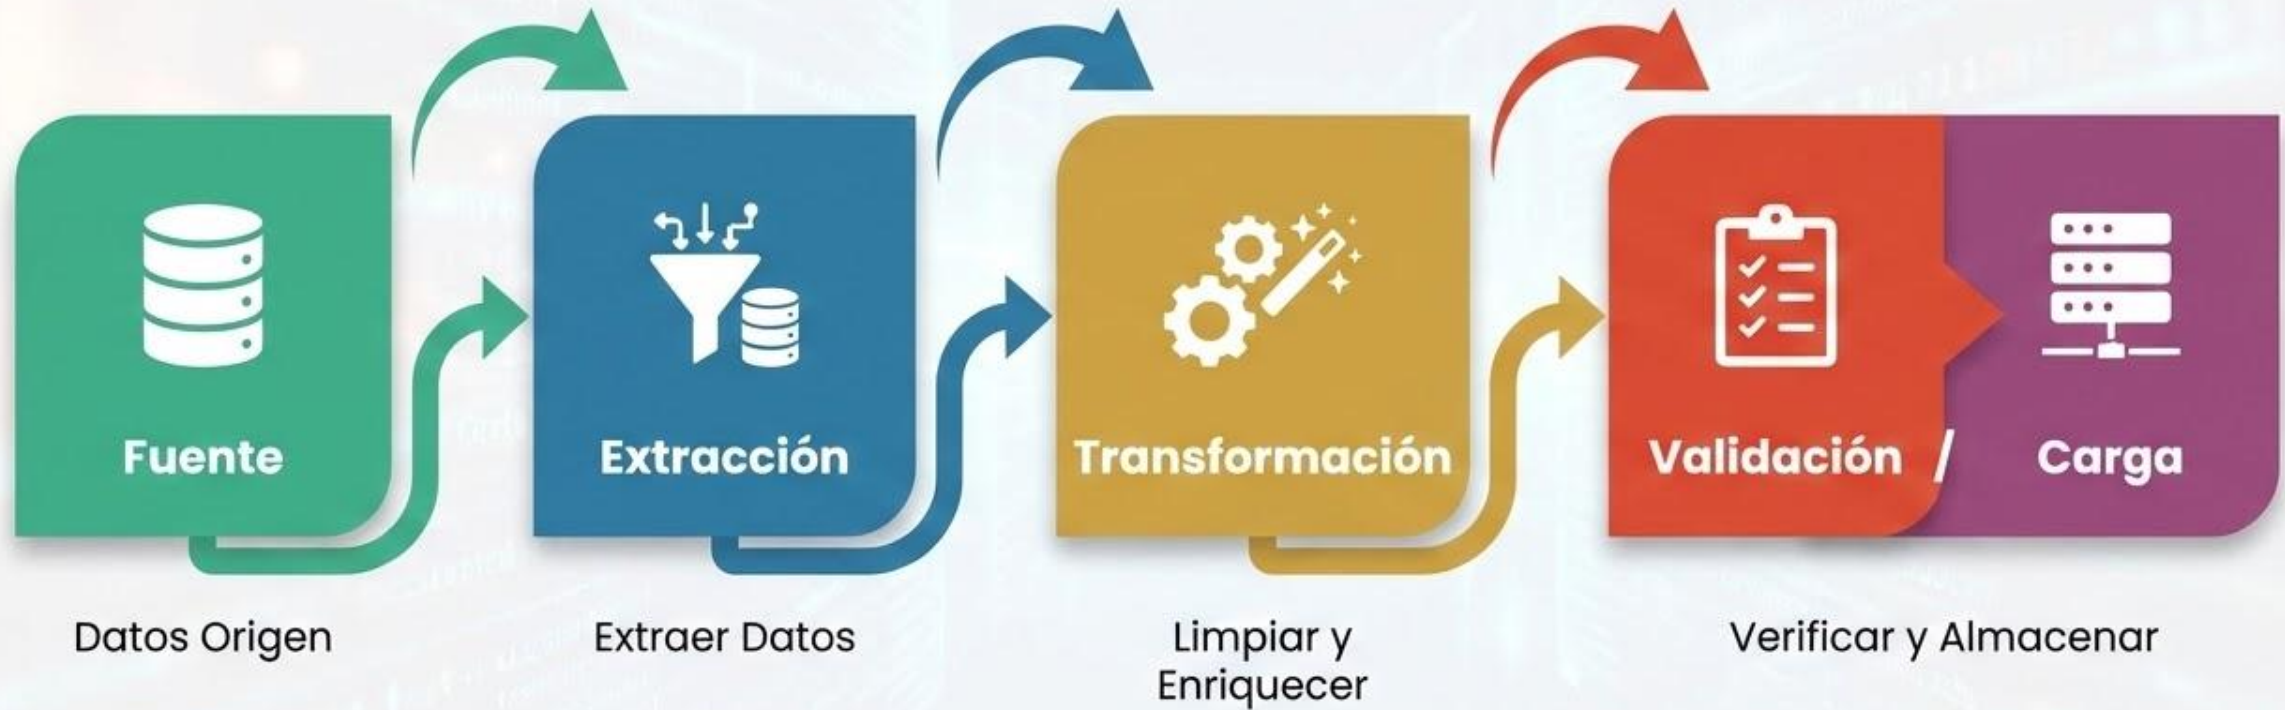 Fuente
Extracción
Transformación
Validación / Carga
Datos Origen
Extraer Datos
Limpiar y
Enriquecer
Verificar y Almacenar